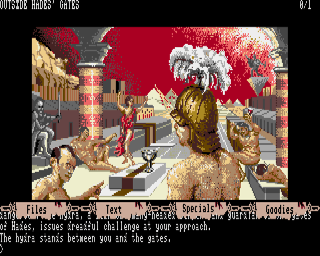 OUTSIDE HADES' GATES 0/1
Files Text Specials Goodies
of Hades, issues dreadful challenge at your approach.
The hydra stands between you and the gates.